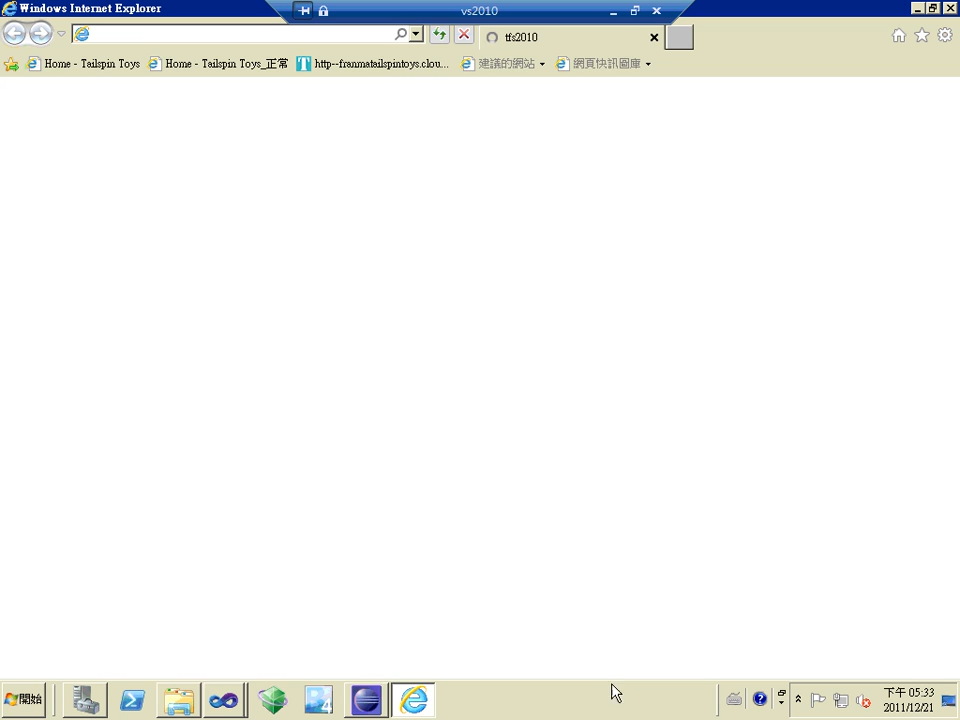 Windows Internet Explorer
vs2010
tfs2010
Home - Tailspin Toys
Home - Tailspin Toys_正常
http--franmatailspintoys.clou...
建議的網站
網頁快訊圖庫
開始
4
下午 05:33
2011/12/21